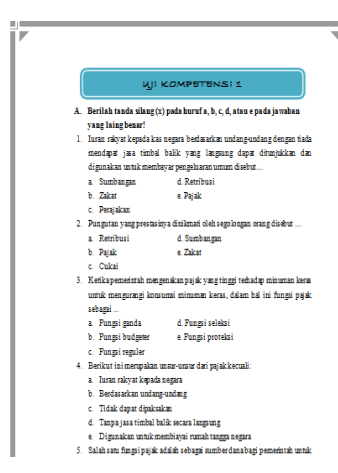 UJI KOMPETENSI 1
A. Berilah tanda silang (x) pada huruf a, b, c, d, atau e pada jawaban
yang laing benar!
1. Iuran rakyat kepada kas negara berdasarkan undang-undang dengan tiada
mendapat jasa timbal balik yang langsung dapat ditunjukkan dan
digunakan untuk membayar pengeluaran umum disebut....
a. Sumbangan d. Retribusi
b. Zakat e. Pajak
c. Perajakan
2. Pungutan yang prestasinya dinikmati oleh segolongan orang disebut ....
a. Retribusi d. Sumbangan
b. Pajak e. Zakat
c. Cukai
3. Ketika pemerintah mengenakan pajak yang tinggi terhadap minuman keras
untuk mengurangi konsumsi minuman keras, dalam hal ini fungsi pajak
sebagai ...
a. Fungsi ganda d. Fungsi seleksi
b. Fungsi budgeter e. Fungsi proteksi
c. Fungsi reguler
4. Berikut ini merupakan unsur-unsur dari pajak kecuali:
a. Iuran rakyat kepada negara
b. Berdasarkan undang-undang
c. Tidak dapat dipaksakan
d. Tanpa jasa timbal balik secara langsung
e. Digunakan untuk membiayai rumah tangga negara
5. Salah satu fungsi pajak adalah sebagai sumber dana bagi pemerintah untuk